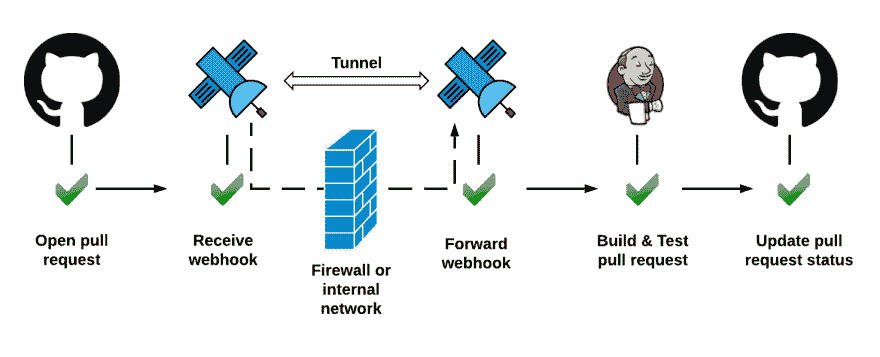 Tunnel
Open pull
request
Receive
webhook
Firewall or
internal
network
Forward
webhook
Build & Test
pull request
Update pull
request status